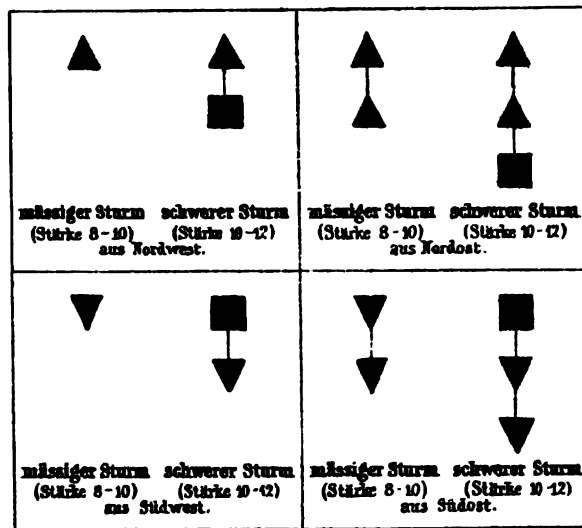 mässiger Sturm schwerer Sturm
(Stärke 8-10) (Stärke 10-12)
aus Nordwest.
mässiger Sturm schwerer Sturm
(Stärke 8-10) (Stärke 10-12)
aus Nordost.
mässiger Sturm schwerer Sturm
(Stärke 8-10) (Stärke 10-12)
aus Südwest.
mässiger Sturm schwerer Sturm
(Stärke 8-10) (Stärke 10-12)
aus Südost.